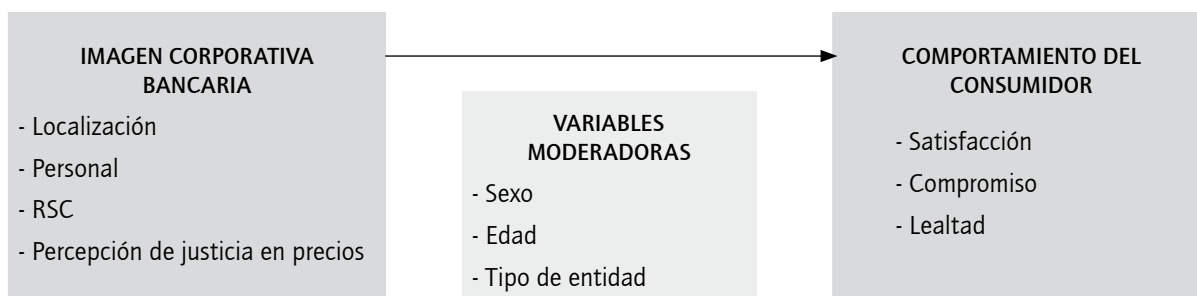 IMAGEN CORPORATIVA
BANCARIA
- Localización
- Personal
- RSC
- Percepción de justicia en precios
VARIABLES
MODERADORAS
- Sexo
- Edad
- Tipo de entidad
COMPORTAMIENTO DEL
CONSUMIDOR
- Satisfacción
- Compromiso
- Lealtad